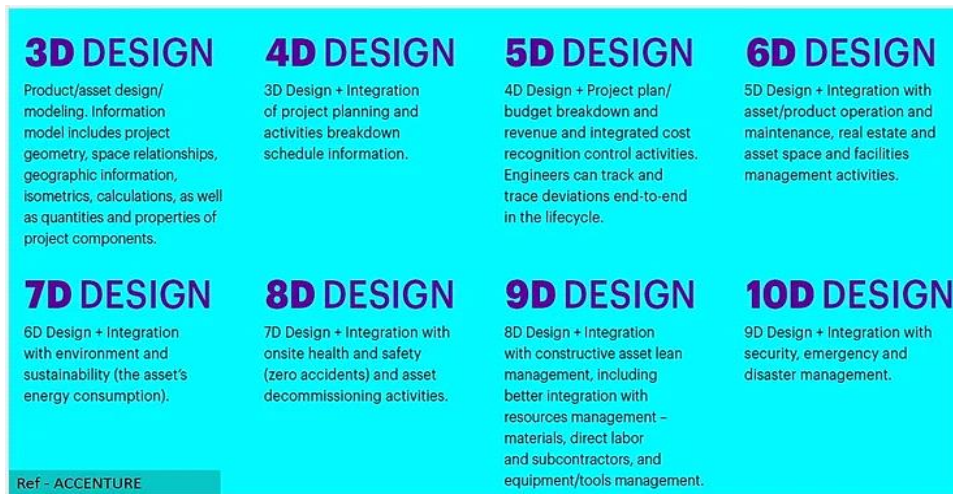 3D DESIGN
Product/asset design/
modeling. Information
model includes project
geometry, space relationships,
geographic information,
isometrics, calculations, as well
as quantities and properties of
project components.
4D DESIGN
3D Design + Integration
of project planning and
activities breakdown
schedule information.
5D DESIGN
4D Design + Project plan/
budget breakdown and
revenue and integrated cost
recognition control activities.
Engineers can track and
trace deviations end-to-end
in the lifecycle.
6D DESIGN
5D Design + Integration with
asset/product operation and
maintenance, real estate and
asset space and facilities
management activities.
7D DESIGN
6D Design + Integration
with environment and
sustainability (the asset's
energy consumption).
8D DESIGN
7D Design + Integration with
onsite health and safety
(zero accidents) and asset
decommissioning activities.
9D DESIGN
8D Design + Integration
with constructive asset lean
management, including
better integration with
resources management –
materials, direct labor
and subcontractors, and
equipment/tools management.
10D DESIGN
9D Design + Integration with
security, emergency and
disaster management.
Ref - ACCENTURE